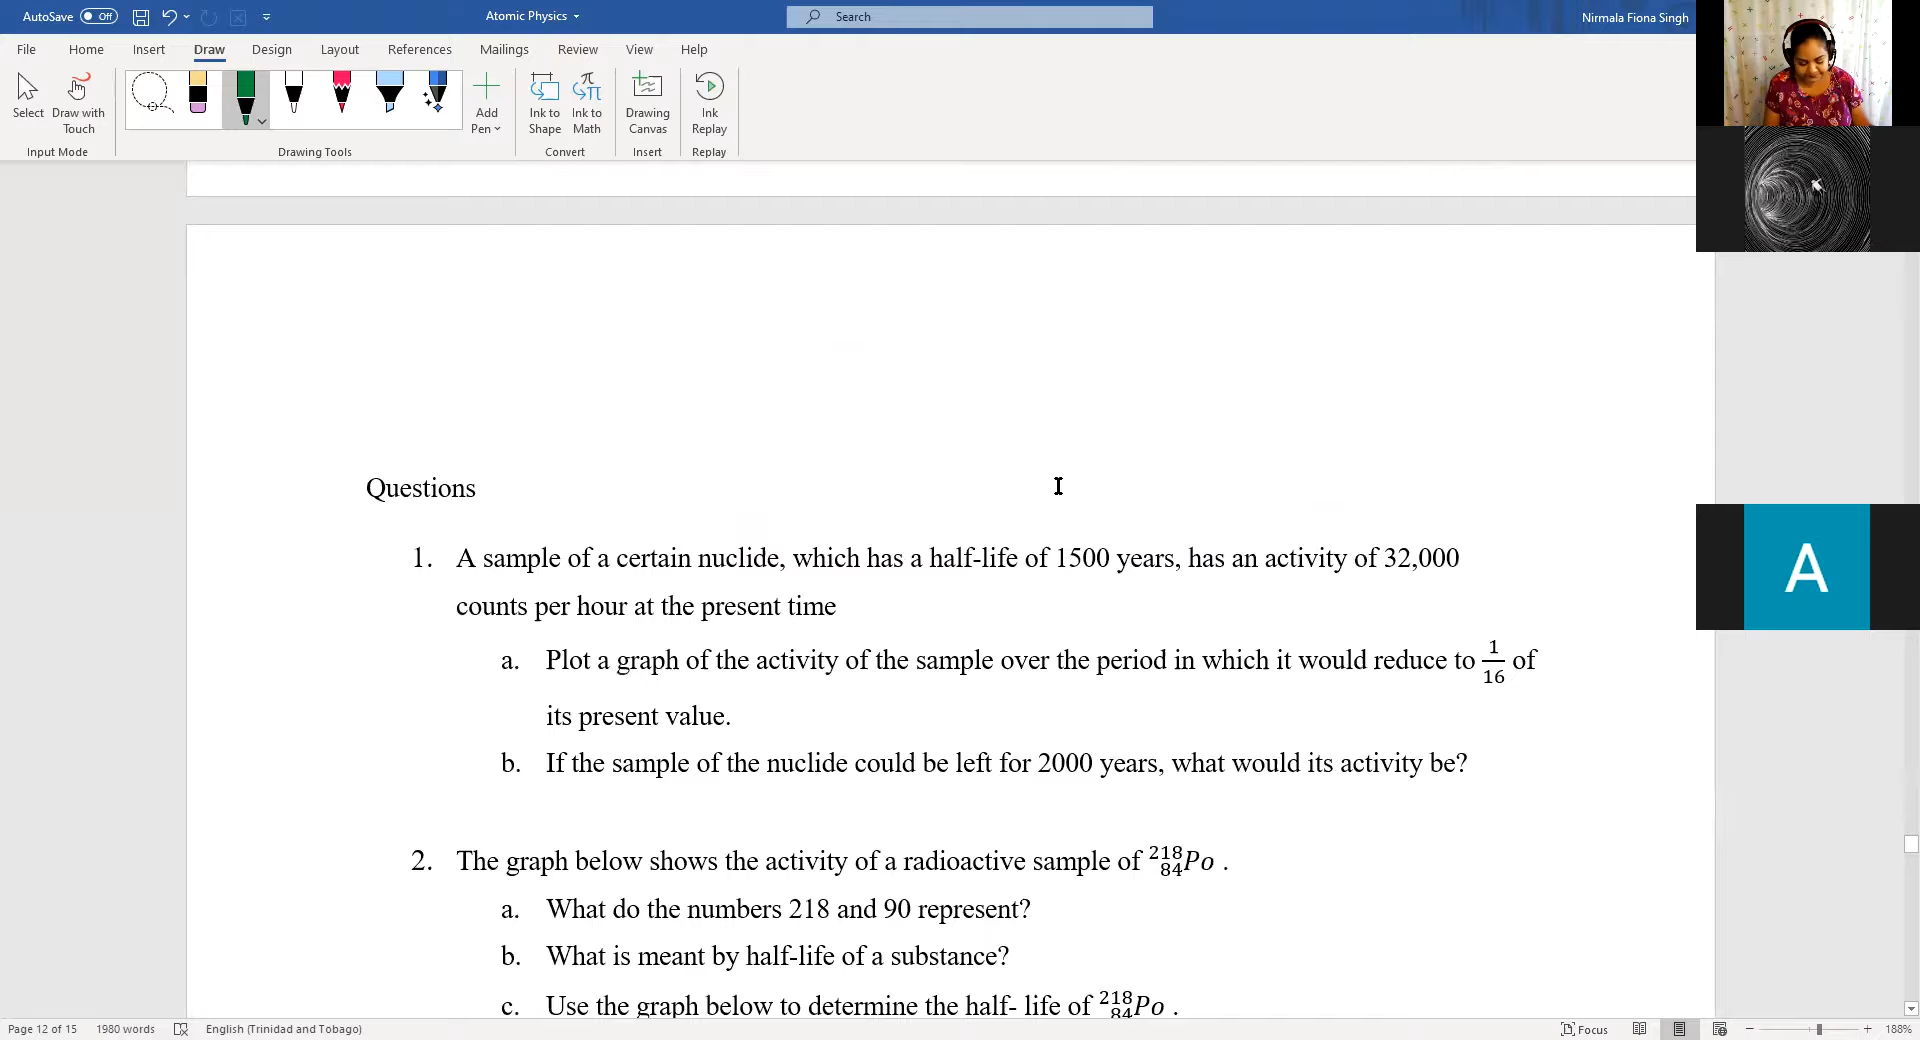 AutoSave Off Atomic Physics Search Nirmala Fiona Singh
File Home Insert Draw Design Layout References Mailings Review View Help
Select Draw with Touch Add Pen Ink to Shape Ink to Math Drawing Canvas Ink Replay
Input Mode Drawing Tools Convert Insert Replay
Questions
1. A sample of a certain nuclide, which has a half-life of 1500 years, has an activity of 32,000
counts per hour at the present time
a. Plot a graph of the activity of the sample over the period in which it would reduce to 1/16 of
its present value.
b. If the sample of the nuclide could be left for 2000 years, what would its activity be?
A
2. The graph below shows the activity of a radioactive sample of ²¹⁸₈₄Po .
a. What do the numbers 218 and 90 represent?
b. What is meant by half-life of a substance?
c. Use the graph below to determine the half- life of ²¹⁸₈₄Po .
Page 12 of 15 1980 words English (Trinidad and Tobago) Focus 188%